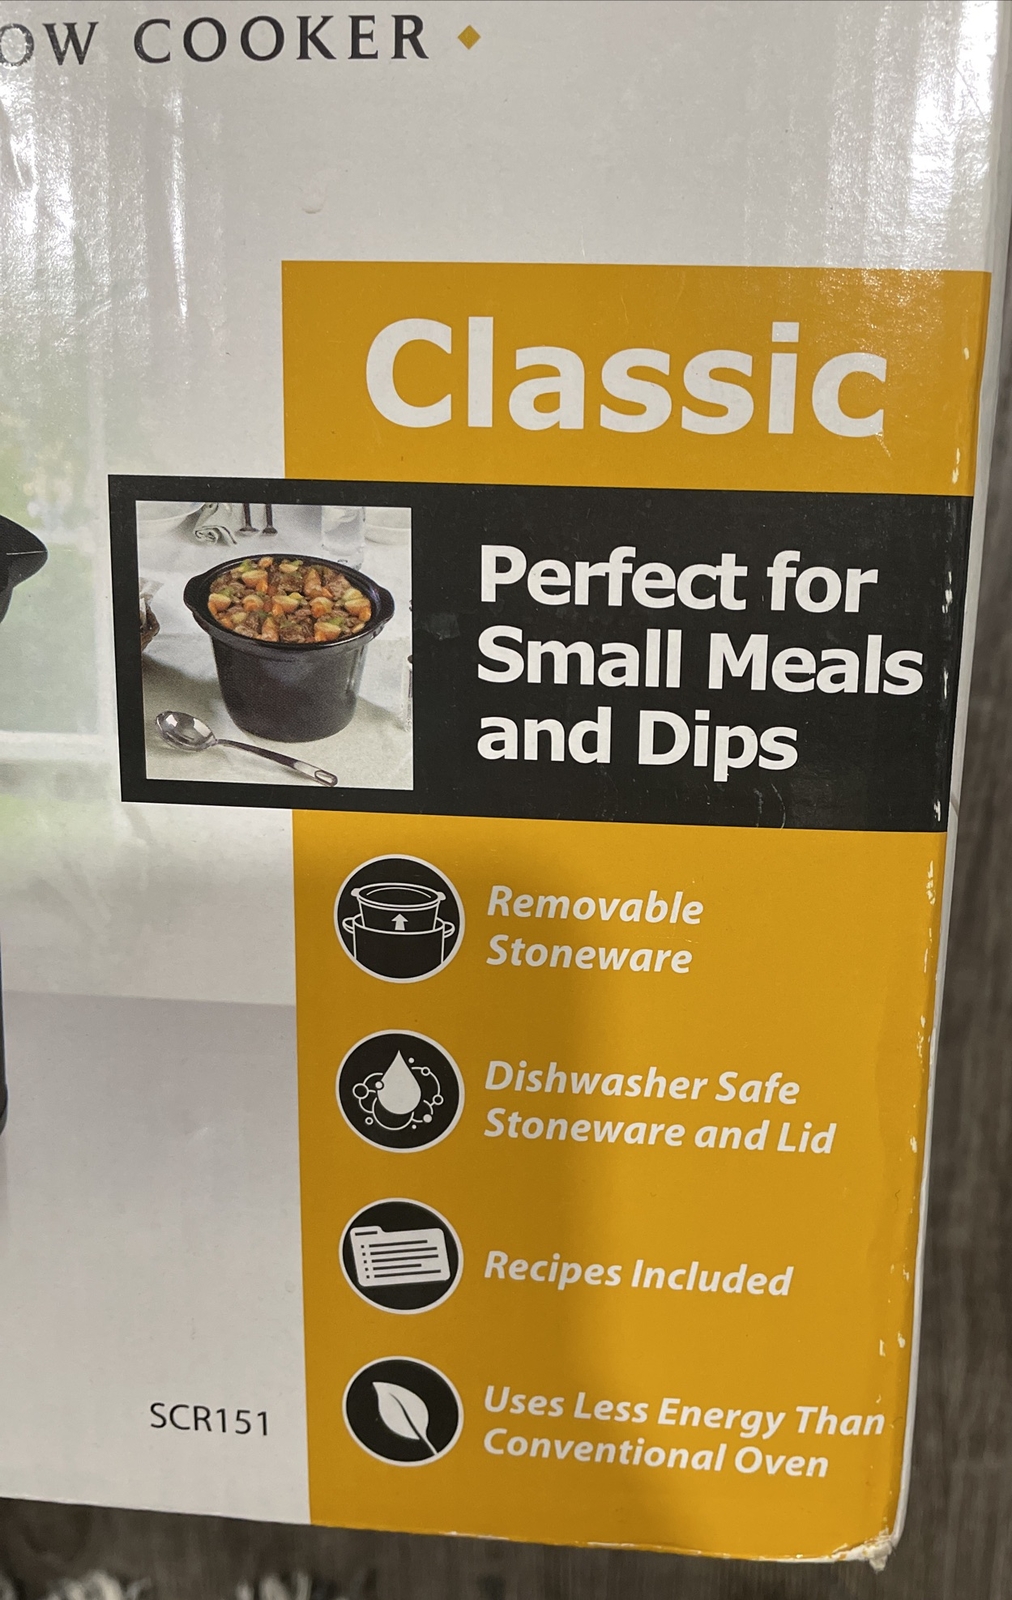 OW COOKER
Classic
Perfect for
Small Meals
and Dips
Removable
Stoneware
Dishwasher Safe
Stoneware and Lid
Recipes Included
Uses Less Energy Than
Conventional Oven
SCR151